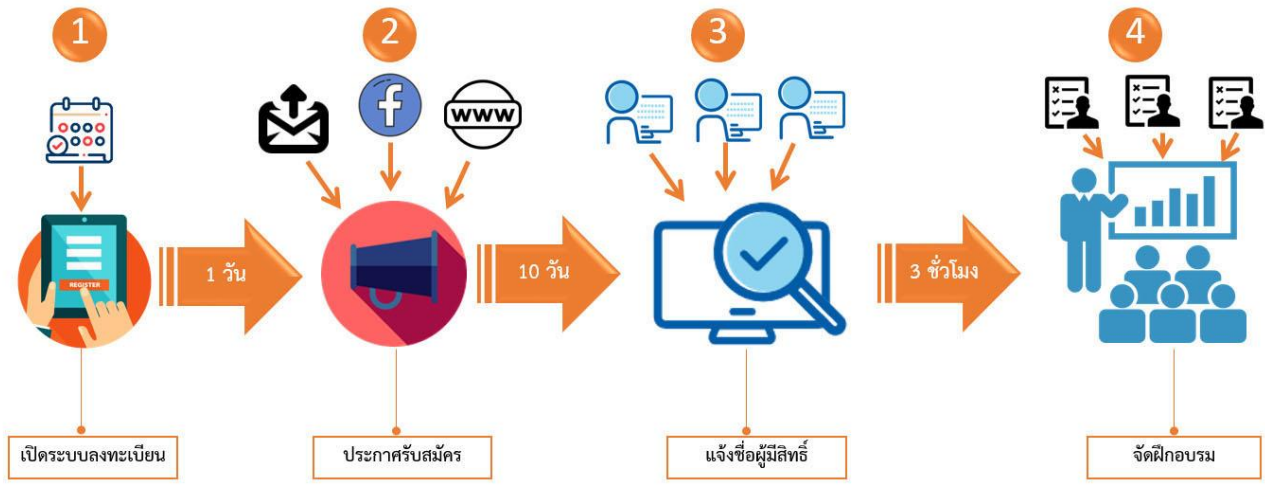 1
2
3
4
f
www
REGISTER
1 วัน
10 วัน
3 ชั่วโมง
เปิดระบบลงทะเบียน
ประกาศรับสมัคร
แจ้งชื่อผู้มีสิทธิ์
จัดฝึกอบรม